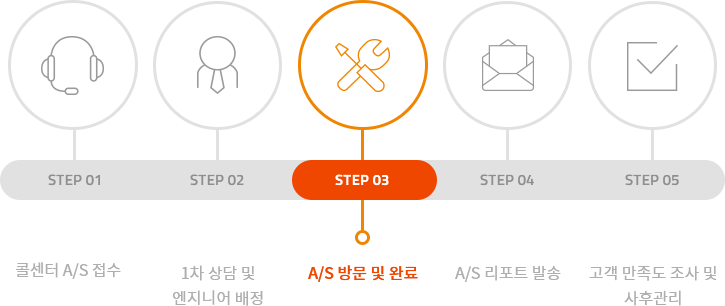 STEP 01
STEP 02
STEP 03
STEP 04
STEP 05
콜센터 A/S 접수
1차 상담 및
엔지니어 배정
A/S 방문 및 완료
A/S 리포트 발송
고객 만족도 조사 및
사후관리